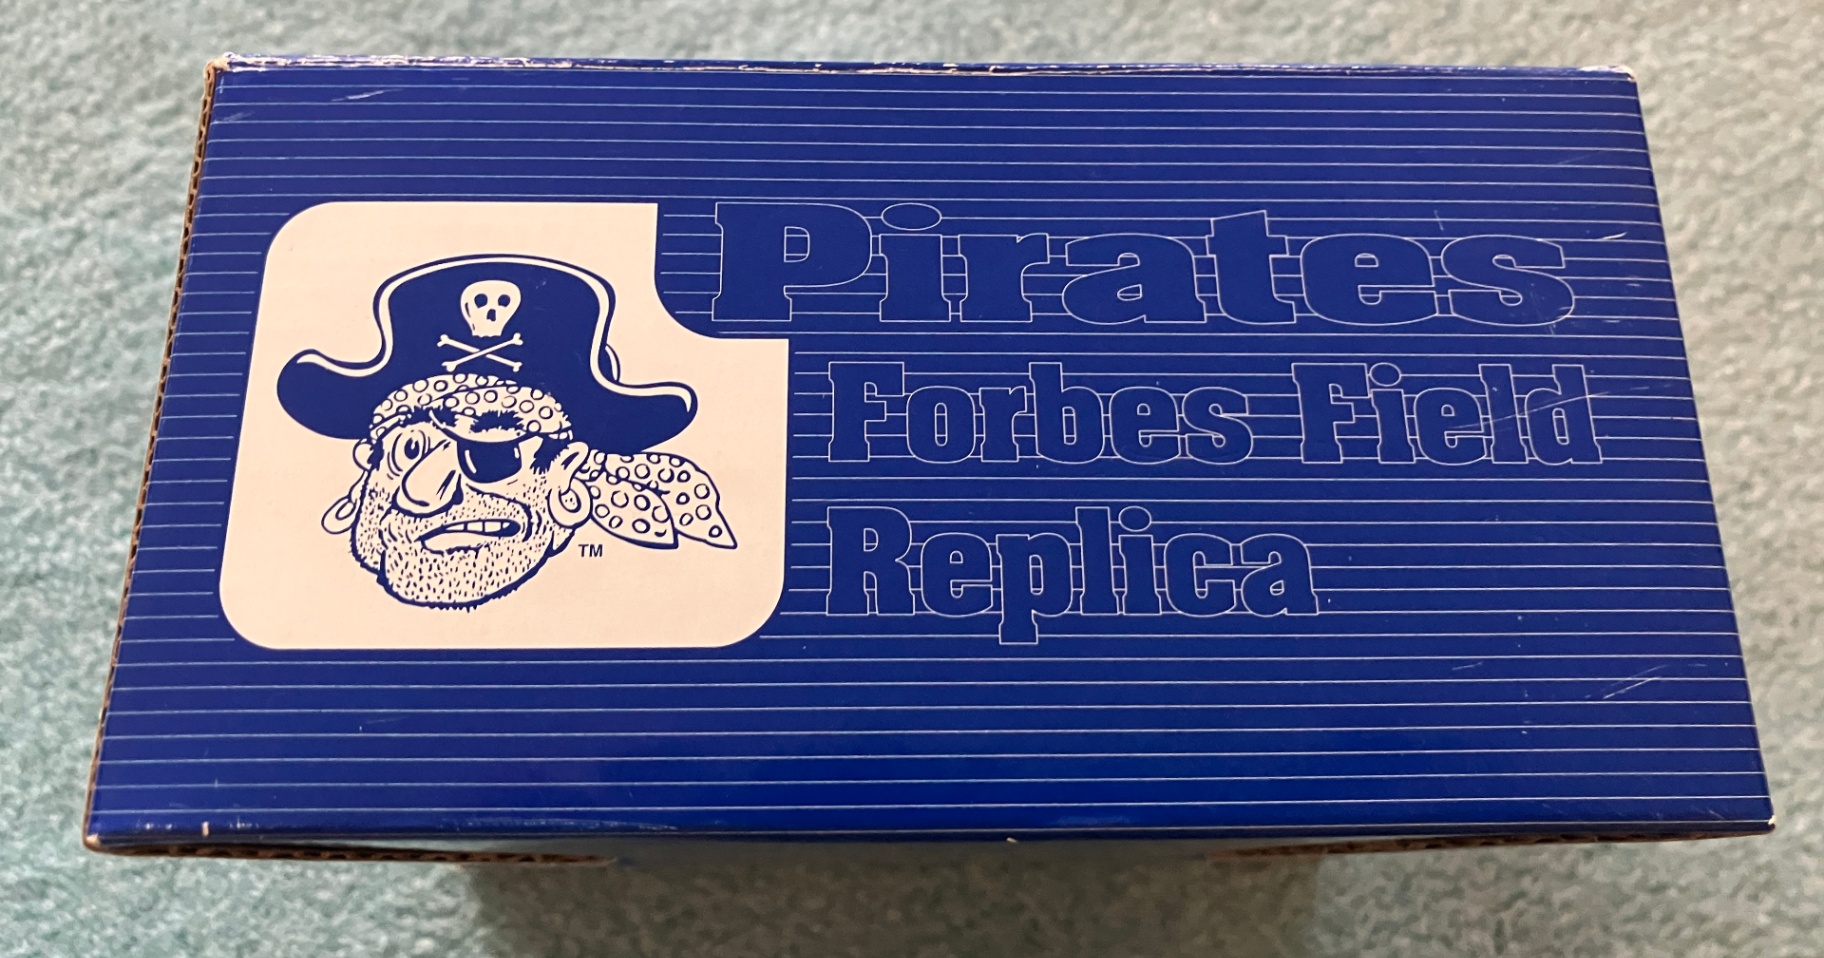 Pirates
Forbes Field
Replica
TM